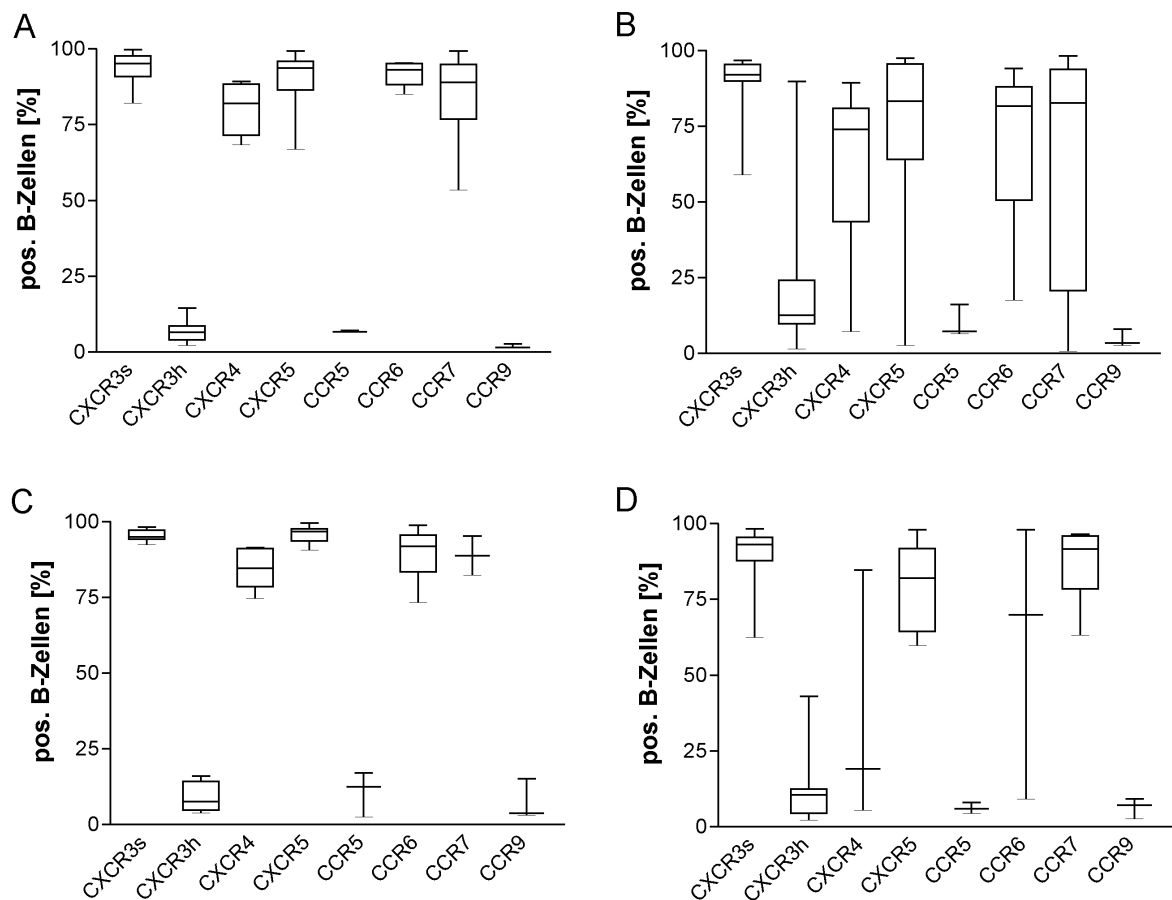 A
pos. B-Zellen [%]
100
75
50
25
0
CXCR3s
CXCR3h
CXCR4
CXCR5
CCR5
CCR6
CCR7
CCR9
B
pos. B-Zellen [%]
100
75
50
25
0
CXCR3s
CXCR3h
CXCR4
CXCR5
CCR5
CCR6
CCR7
CCR9
C
pos. B-Zellen [%]
100
75
50
25
0
CXCR3s
CXCR3h
CXCR4
CXCR5
CCR5
CCR6
CCR7
CCR9
D
pos. B-Zellen [%]
100
75
50
25
0
CXCR3s
CXCR3h
CXCR4
CXCR5
CCR5
CCR6
CCR7
CCR9